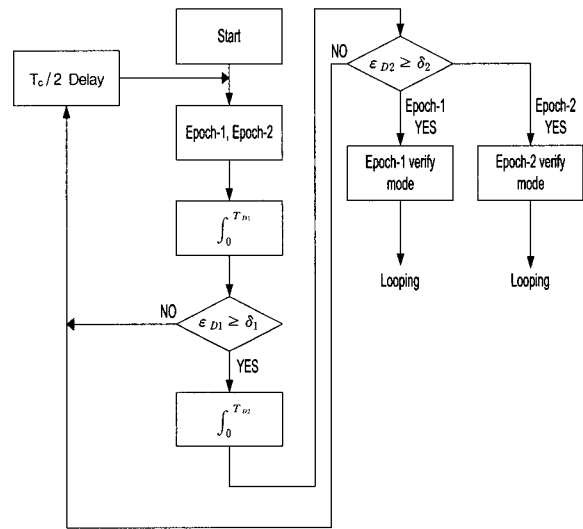 Start
T_c / 2 Delay
Epoch-1, Epoch-2
∫_0^{T_{D1}}
NO
ε_{D1} ≥ δ_1
YES
∫_0^{T_{D2}}
NO
ε_{D2} ≥ δ_2
Epoch-1
YES
Epoch-2
YES
Epoch-1 verify
mode
Epoch-2 verify
mode
Looping
Looping